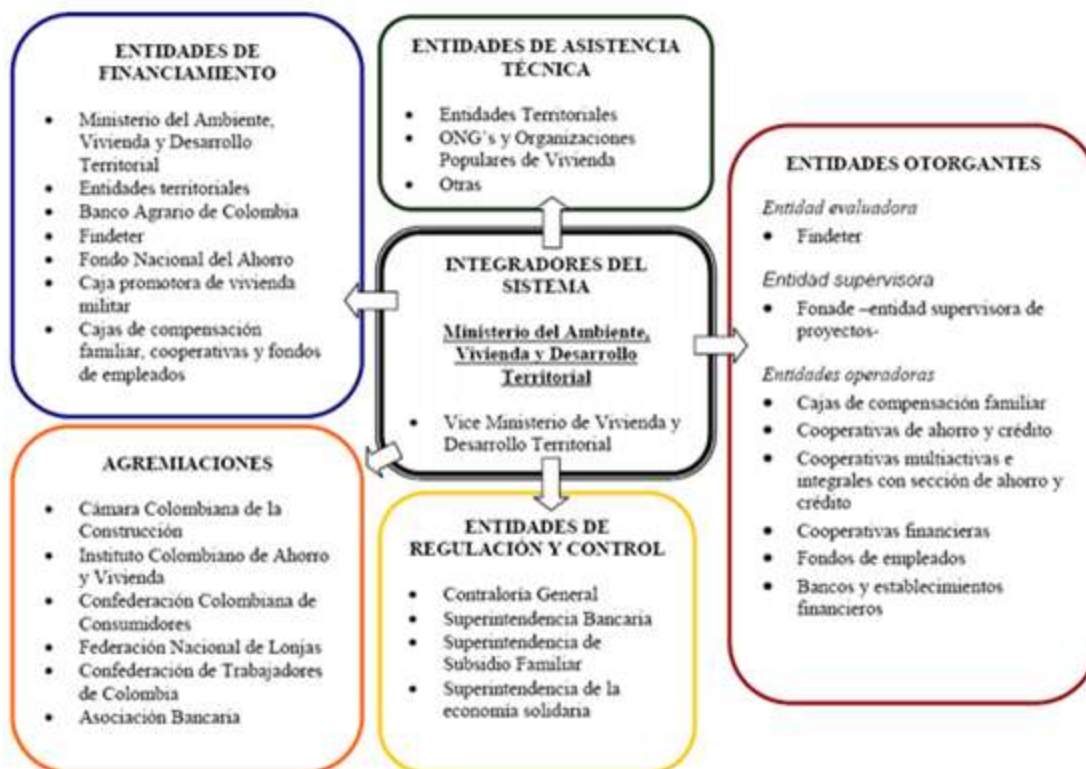 ENTIDADES DE
FINANCIAMIENTO
• Ministerio del Ambiente,
Vivienda y Desarrollo
Territorial
• Entidades territoriales
• Banco Agrario de Colombia
• Findeter
• Fondo Nacional del Ahorro
• Caja promotora de vivienda
militar
• Cajas de compensación
familiar, cooperativas y fondos
de empleados
ENTIDADES DE ASISTENCIA
TÉCNICA
• Entidades Territoriales
• ONG´s y Organizaciones
Populares de Vivienda
• Otras
INTEGRADORES DEL
SISTEMA
Ministerio del Ambiente,
Vivienda y Desarrollo
Territorial
• Vice Ministerio de Vivienda y
Desarrollo Territorial
ENTIDADES OTORGANTES
Entidad evaluadora
• Findeter
Entidad supervisora
• Fonade –entidad supervisora de
proyectos-
Entidades operadoras
• Cajas de compensación familiar
• Cooperativas de ahorro y crédito
• Cooperativas multiactivas e
integrales con sección de ahorro y
crédito
• Cooperativas financieras
• Fondos de empleados
• Bancos y establecimientos
financieros
AGREMIACIONES
• Cámara Colombiana de la
Construcción
• Instituto Colombiano de Ahorro
y Vivienda
• Confederación Colombiana de
Consumidores
• Federación Nacional de Lonjas
• Confederación de Trabajadores
de Colombia
• Asociación Bancaria
ENTIDADES DE
REGULACIÓN Y CONTROL
• Contraloría General
• Superintendencia Bancaria
• Superintendencia de
Subsidio Familiar
• Superintendencia de la
economía solidaria